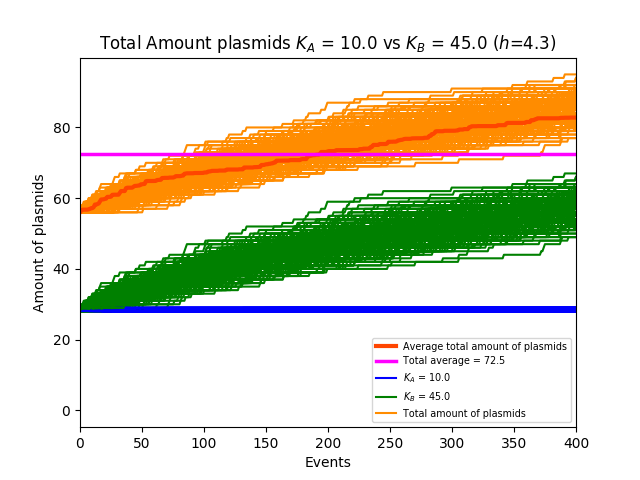 Total Amount plasmids K_A = 10.0 vs K_B = 45.0 (h=4.3)
Amount of plasmids
80
60
40
20
0
Average total amount of plasmids
Total average = 72.5
K_A = 10.0
K_B = 45.0
Total amount of plasmids
0 50 100 150 200 250 300 350 400
Events